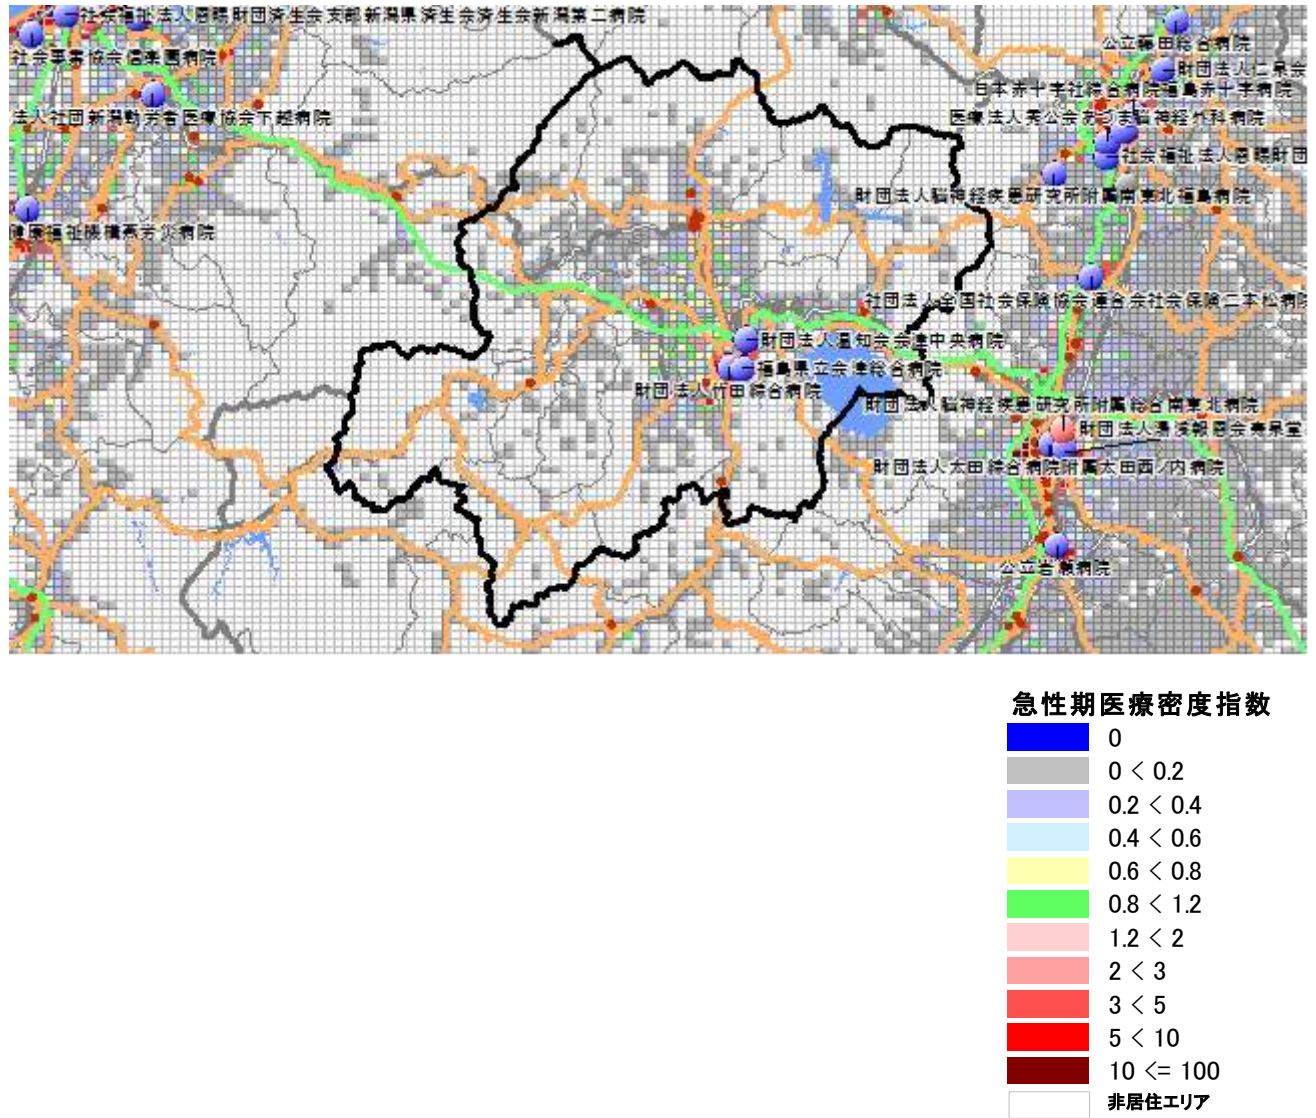 社会福祉法人恩賜財団済生会支部新潟県済生会済生会新潟第二病院
公立藤田総合病院
社会事業協会信楽園病院
財団法人仁泉会
日本赤十字社総合病院福島赤十字病院
法人社団新潟勤労者医療協会下越病院
医療法人秀公会あづま脳神経外科病院
社会福祉法人恩賜財団
財団法人脳神経疾患研究所附属南東北福島病院
健康福祉機構燕労災病院
社団法人全国社会保険協会連合会社会保険二本松病院
財団法人温知会会津中央病院
福島県立会津総合病院
財団法人竹田綜合病院
財団法人脳神経疾患研究所附属総合南東北病院
財団法人湯浅報恩会寿泉堂
財団法人太田綜合病院附属太田西ノ内病院
公立岩瀬病院
急性期医療密度指数
0
0 < 0.2
0.2 < 0.4
0.4 < 0.6
0.6 < 0.8
0.8 < 1.2
1.2 < 2
2 < 3
3 < 5
5 < 10
10 <= 100
非居住エリア